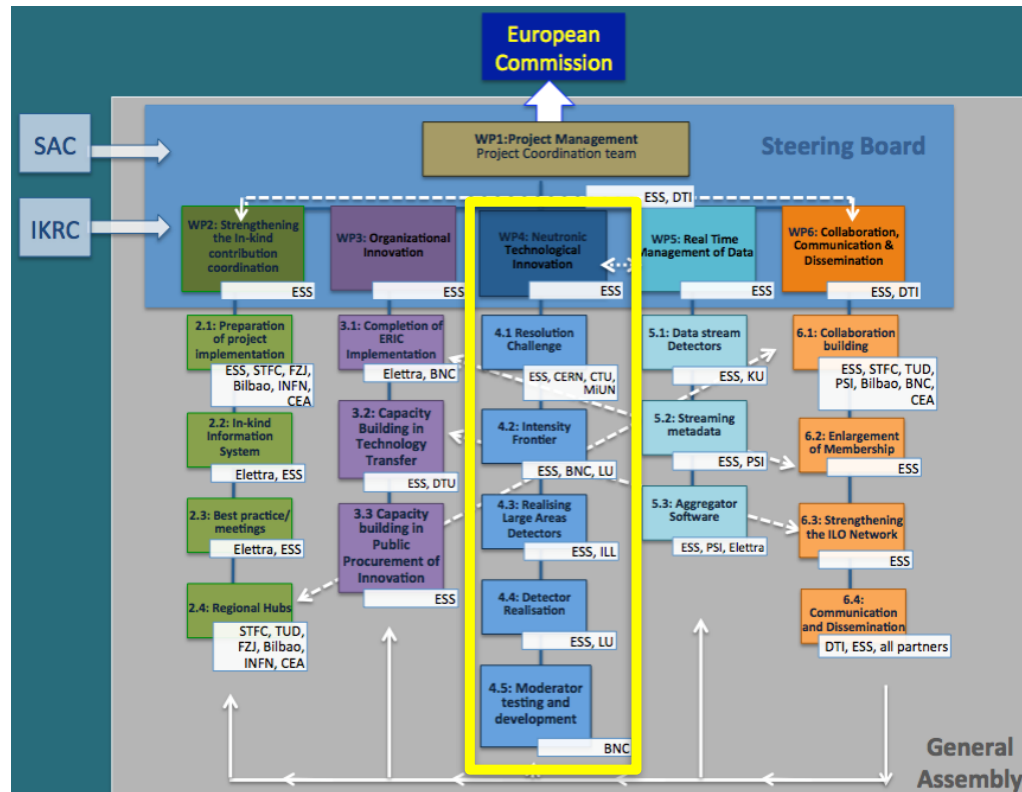 European
Commission
SAC
IKRC
WP1:Project Management
Project Coordination team
Steering Board
ESS, DTI
WP2: Strengthening
the In-kind
contribution
coordination
ESS
WP3: Organizational
Innovation
ESS
WP4: Neutronic
Technological
Innovation
ESS
WP5: Real Time
Management of Data
ESS
WP6: Collaboration,
Communication &
Dissemination
ESS, DTI
2.1: Preparation
of project
implementation
ESS, STFC, FZJ,
Bilbao, INFN,
CEA
2.2: In-kind
Information
System
Elettra, ESS
2.3: Best practice/
meetings
Elettra, ESS
2.4: Regional Hubs
STFC, TUD,
FZJ, Bilbao,
INFN, CEA
3.1: Completion of
ERIC
Implementation
Elettra, BNC
3.2: Capacity
Building in
Technology
Transfer
ESS, DTU
3.3 Capacity
building in
Public
Procurement of
Innovation
ESS
4.1 Resolution
Challenge
ESS, CERN, CTU,
MiUN
4.2: Intensity
Frontier
ESS, BNC, LU
4.3: Realising
Large Areas
Detectors
ESS, ILL
4.4: Detector
Realisation
ESS, LU
4.5: Moderator
testing and
development
BNC
5.1: Data stream
Detectors
ESS, KU
5.2: Streaming
metadata
ESS, PSI
5.3: Aggregator
Software
ESS, PSI, Elettra
6.1: Collaboration
building
ESS, STFC, TUD,
PSI, Bilbao, BNC,
CEA
6.2: Enlargement
of Membership
ESS
6.3: Strengthening
the ILO Network
ESS
6.4:
Communication
and Dissemination
DTI, ESS, all partners
General
Assembly